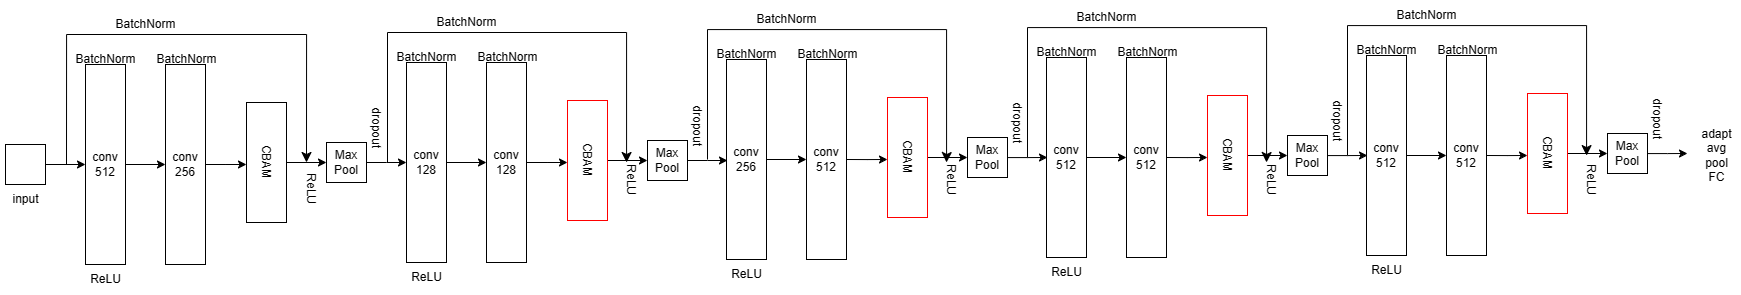 input
BatchNorm
BatchNorm
BatchNorm
conv
512
conv
256
CBAM
ReLU
ReLU
Max
Pool
dropout
BatchNorm
BatchNorm
BatchNorm
conv
128
conv
128
CBAM
ReLU
ReLU
Max
Pool
dropout
BatchNorm
BatchNorm
BatchNorm
conv
256
conv
512
CBAM
ReLU
ReLU
Max
Pool
dropout
BatchNorm
BatchNorm
BatchNorm
conv
512
conv
512
CBAM
ReLU
ReLU
Max
Pool
dropout
BatchNorm
BatchNorm
BatchNorm
conv
512
conv
512
CBAM
ReLU
ReLU
Max
Pool
dropout
adapt
avg
pool
FC